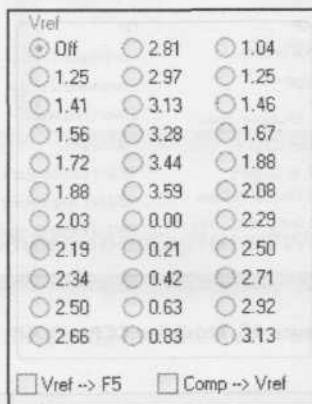 Vref
Off 2.81 1.04
1.25 2.97 1.25
1.41 3.13 1.46
1.56 3.28 1.67
1.72 3.44 1.88
1.88 3.59 2.08
2.03 0.00 2.29
2.19 0.21 2.50
2.34 0.42 2.71
2.50 0.63 2.92
2.66 0.83 3.13
Vref --> F5 Comp --> Vref